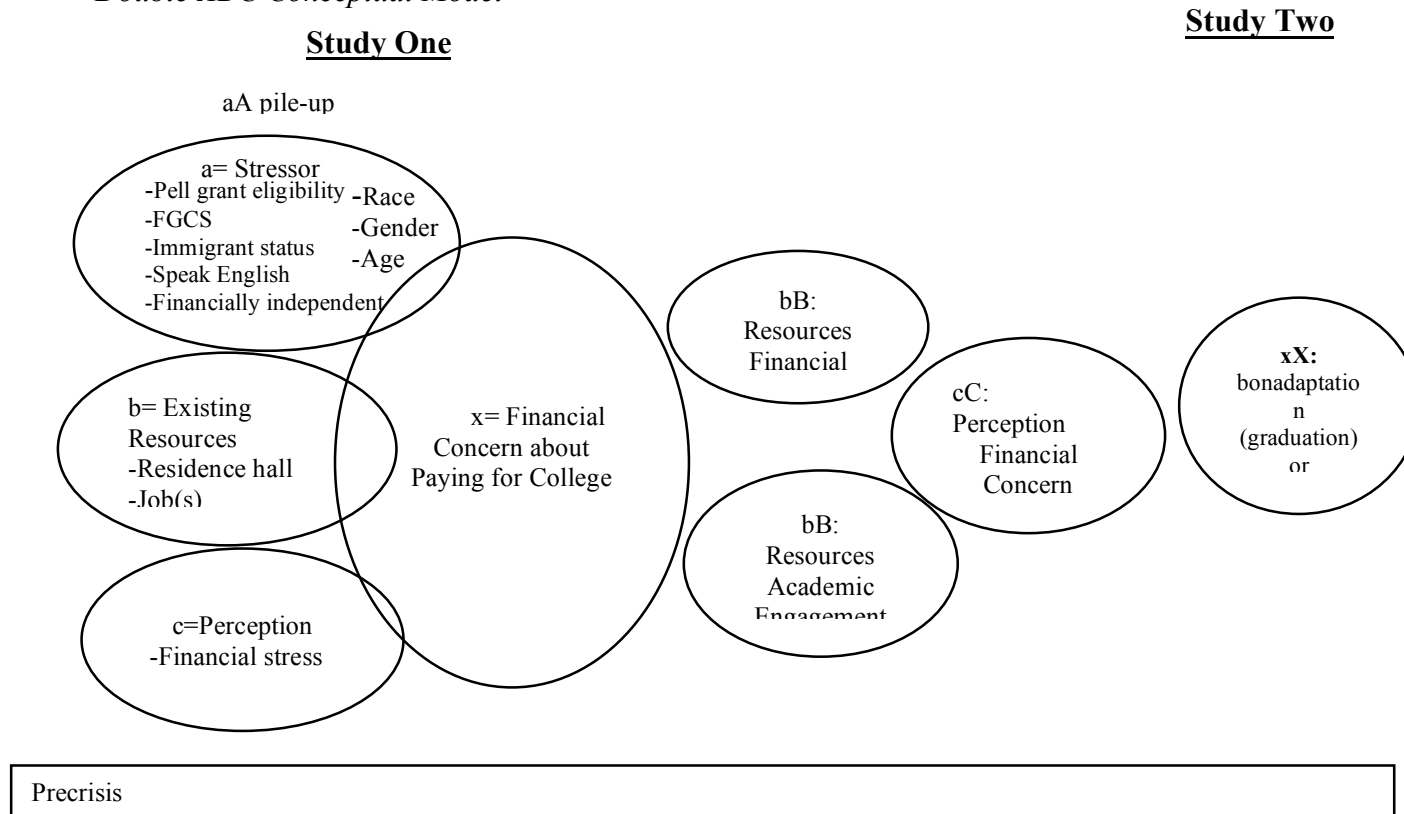 Double ABC Conceptual Model
Study One
Study Two
aA pile-up
a= Stressor
-Pell grant eligibility
-FGCS
-Immigrant status
-Speak English
-Financially independent
-Race
-Gender
-Age
b= Existing
Resources
-Residence hall
-Job(s)
c=Perception
-Financial stress
x= Financial
Concern about
Paying for College
bB:
Resources
Financial
bB:
Resources
Academic
Engagement
cC:
Perception
Financial
Concern
xX:
bonadaptatio
n
(graduation)
or
Precrisis